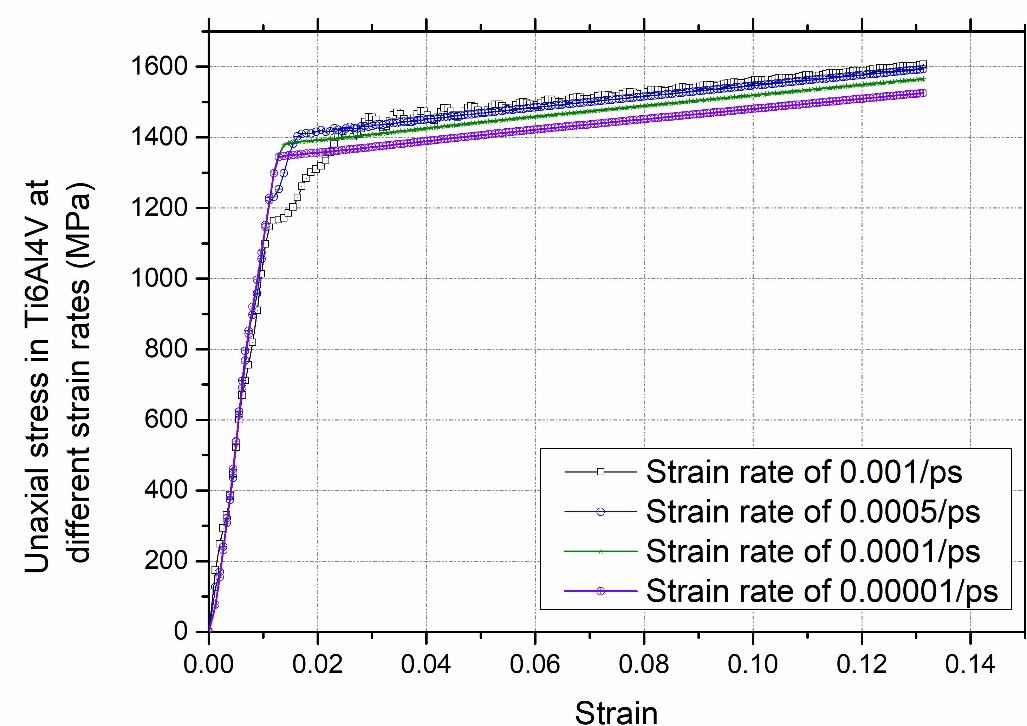 Unaxial stress in Ti6Al4V at
different strain rates (MPa)
1600
1400
1200
1000
800
600
400
200
0
0.00 0.02 0.04 0.06 0.08 0.10 0.12 0.14
Strain
Strain rate of 0.001/ps
Strain rate of 0.0005/ps
Strain rate of 0.0001/ps
Strain rate of 0.00001/ps